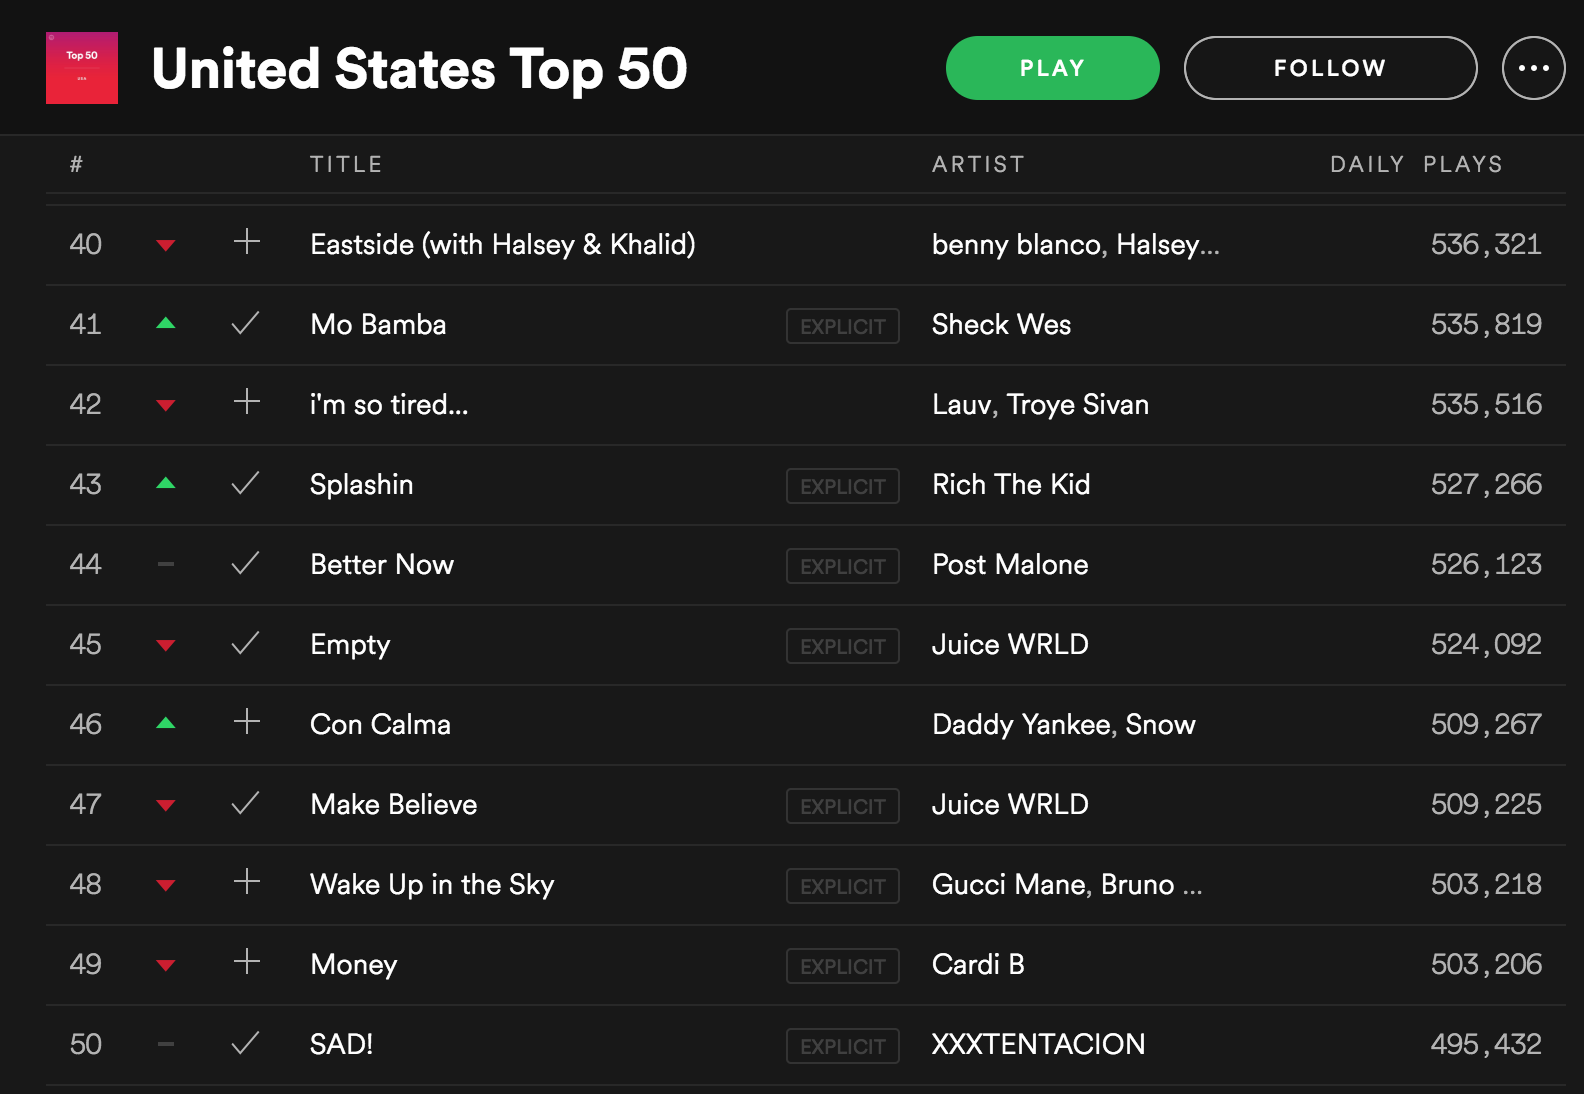 Top 50
United States Top 50
PLAY
FOLLOW
# TITLE ARTIST DAILY PLAYS
40 Eastside (with Halsey & Khalid) benny blanco, Halsey... 536,321
41 Mo Bamba EXPLICIT Sheck Wes 535,819
42 i'm so tired... Lauv, Troye Sivan 535,516
43 Splashin EXPLICIT Rich The Kid 527,266
44 Better Now EXPLICIT Post Malone 526,123
45 Empty EXPLICIT Juice WRLD 524,092
46 Con Calma Daddy Yankee, Snow 509,267
47 Make Believe EXPLICIT Juice WRLD 509,225
48 Wake Up in the Sky EXPLICIT Gucci Mane, Bruno ... 503,218
49 Money EXPLICIT Cardi B 503,206
50 SAD! EXPLICIT XXXTENTACION 495,432